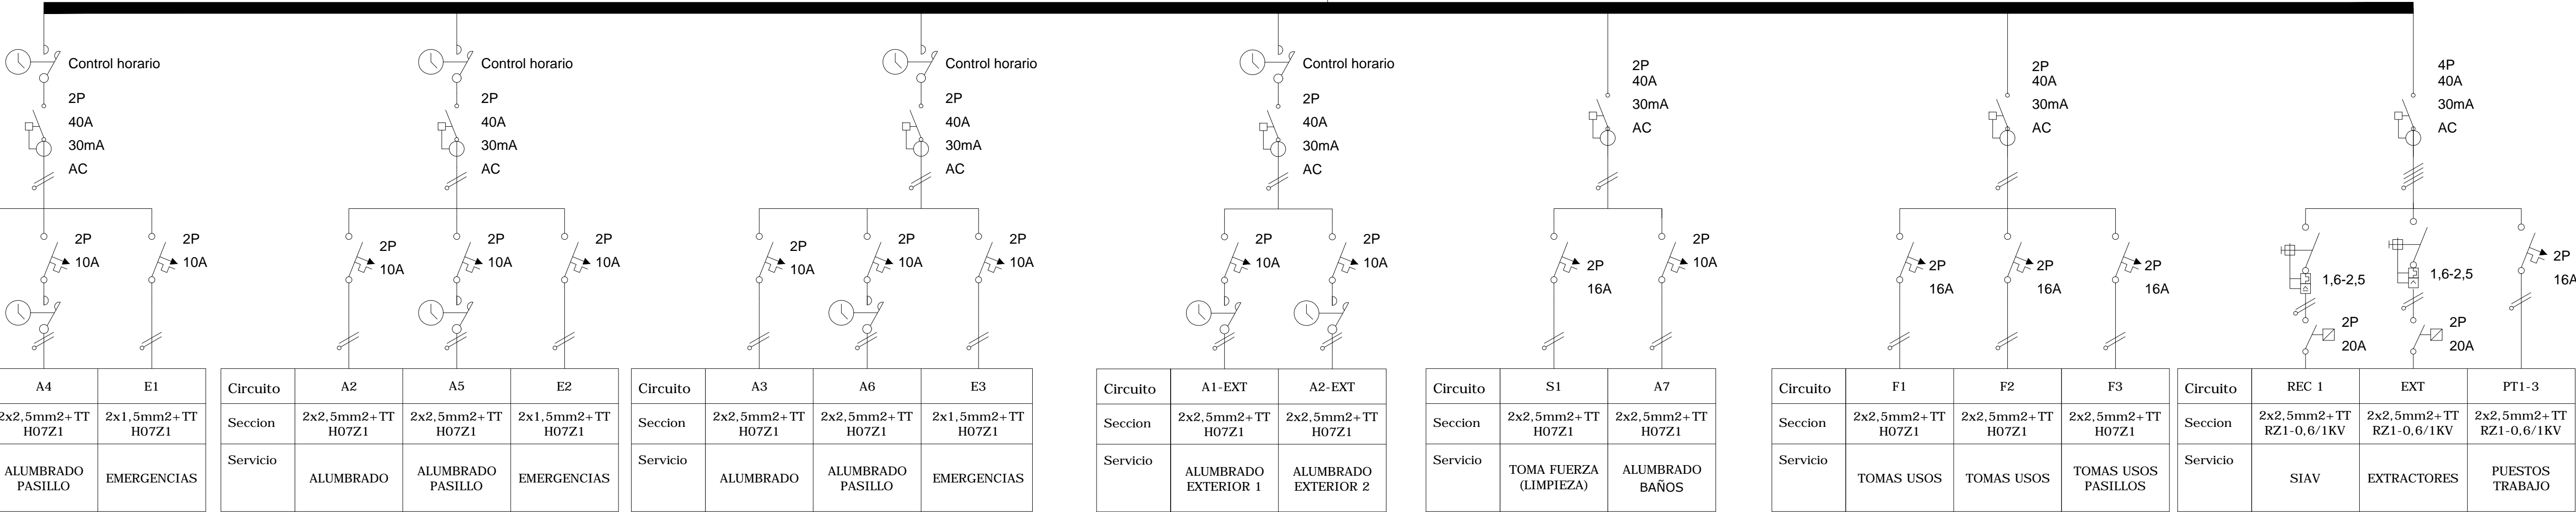 Control horario
2P
40A
30mA
AC
Control horario
2P
40A
30mA
AC
Control horario
2P
40A
30mA
AC
Control horario
2P
40A
30mA
AC
2P
40A
30mA
AC
2P
40A
30mA
AC
4P
40A
30mA
AC
2P
10A
2P
10A
2P
10A
2P
10A
2P
10A
2P
10A
2P
10A
2P
10A
2P
10A
2P
10A
2P
16A
2P
10A
2P
16A
2P
16A
2P
16A
1,6-2,5
2P
20A
1,6-2,5
2P
20A
2P
16A
A4 E1
2x2,5mm2+TT 2x1,5mm2+TT
H07Z1 H07Z1
ALUMBRADO
PASILLO
EMERGENCIAS
Circuito A2 A5 E2
Seccion
2x2,5mm2+TT 2x2,5mm2+TT 2x1,5mm2+TT
H07Z1 H07Z1 H07Z1
Servicio
ALUMBRADO
ALUMBRADO
PASILLO
EMERGENCIAS
Circuito A3 A6 E3
Seccion
2x2,5mm2+TT 2x2,5mm2+TT 2x1,5mm2+TT
H07Z1 H07Z1 H07Z1
Servicio
ALUMBRADO
ALUMBRADO
PASILLO
EMERGENCIAS
Circuito A1-EXT A2-EXT
Seccion
2x2,5mm2+TT 2x2,5mm2+TT
H07Z1 H07Z1
Servicio
ALUMBRADO
EXTERIOR 1
ALUMBRADO
EXTERIOR 2
Circuito S1 A7
Seccion
2x2,5mm2+TT 2x2,5mm2+TT
H07Z1 H07Z1
Servicio
TOMA FUERZA
(LIMPIEZA)
ALUMBRADO
BAÑOS
Circuito F1 F2 F3
Seccion
2x2,5mm2+TT 2x2,5mm2+TT 2x2,5mm2+TT
H07Z1 H07Z1 H07Z1
Servicio
TOMAS USOS
TOMAS USOS
TOMAS USOS
PASILLOS
Circuito REC 1 EXT PT1-3
Seccion
2x2,5mm2+TT 2x2,5mm2+TT 2x2,5mm2+TT
RZ1-0,6/1KV RZ1-0,6/1KV RZ1-0,6/1KV
Servicio
SIAV
EXTRACTORES
PUESTOS
TRABAJO